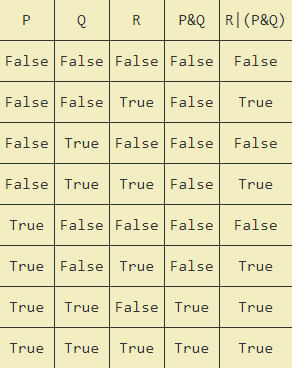 P Q R P&Q R|(P&Q)
False False False False False
False False True False True
False True False False False
False True True False True
True False False False False
True False True False True
True True False True True
True True True True True